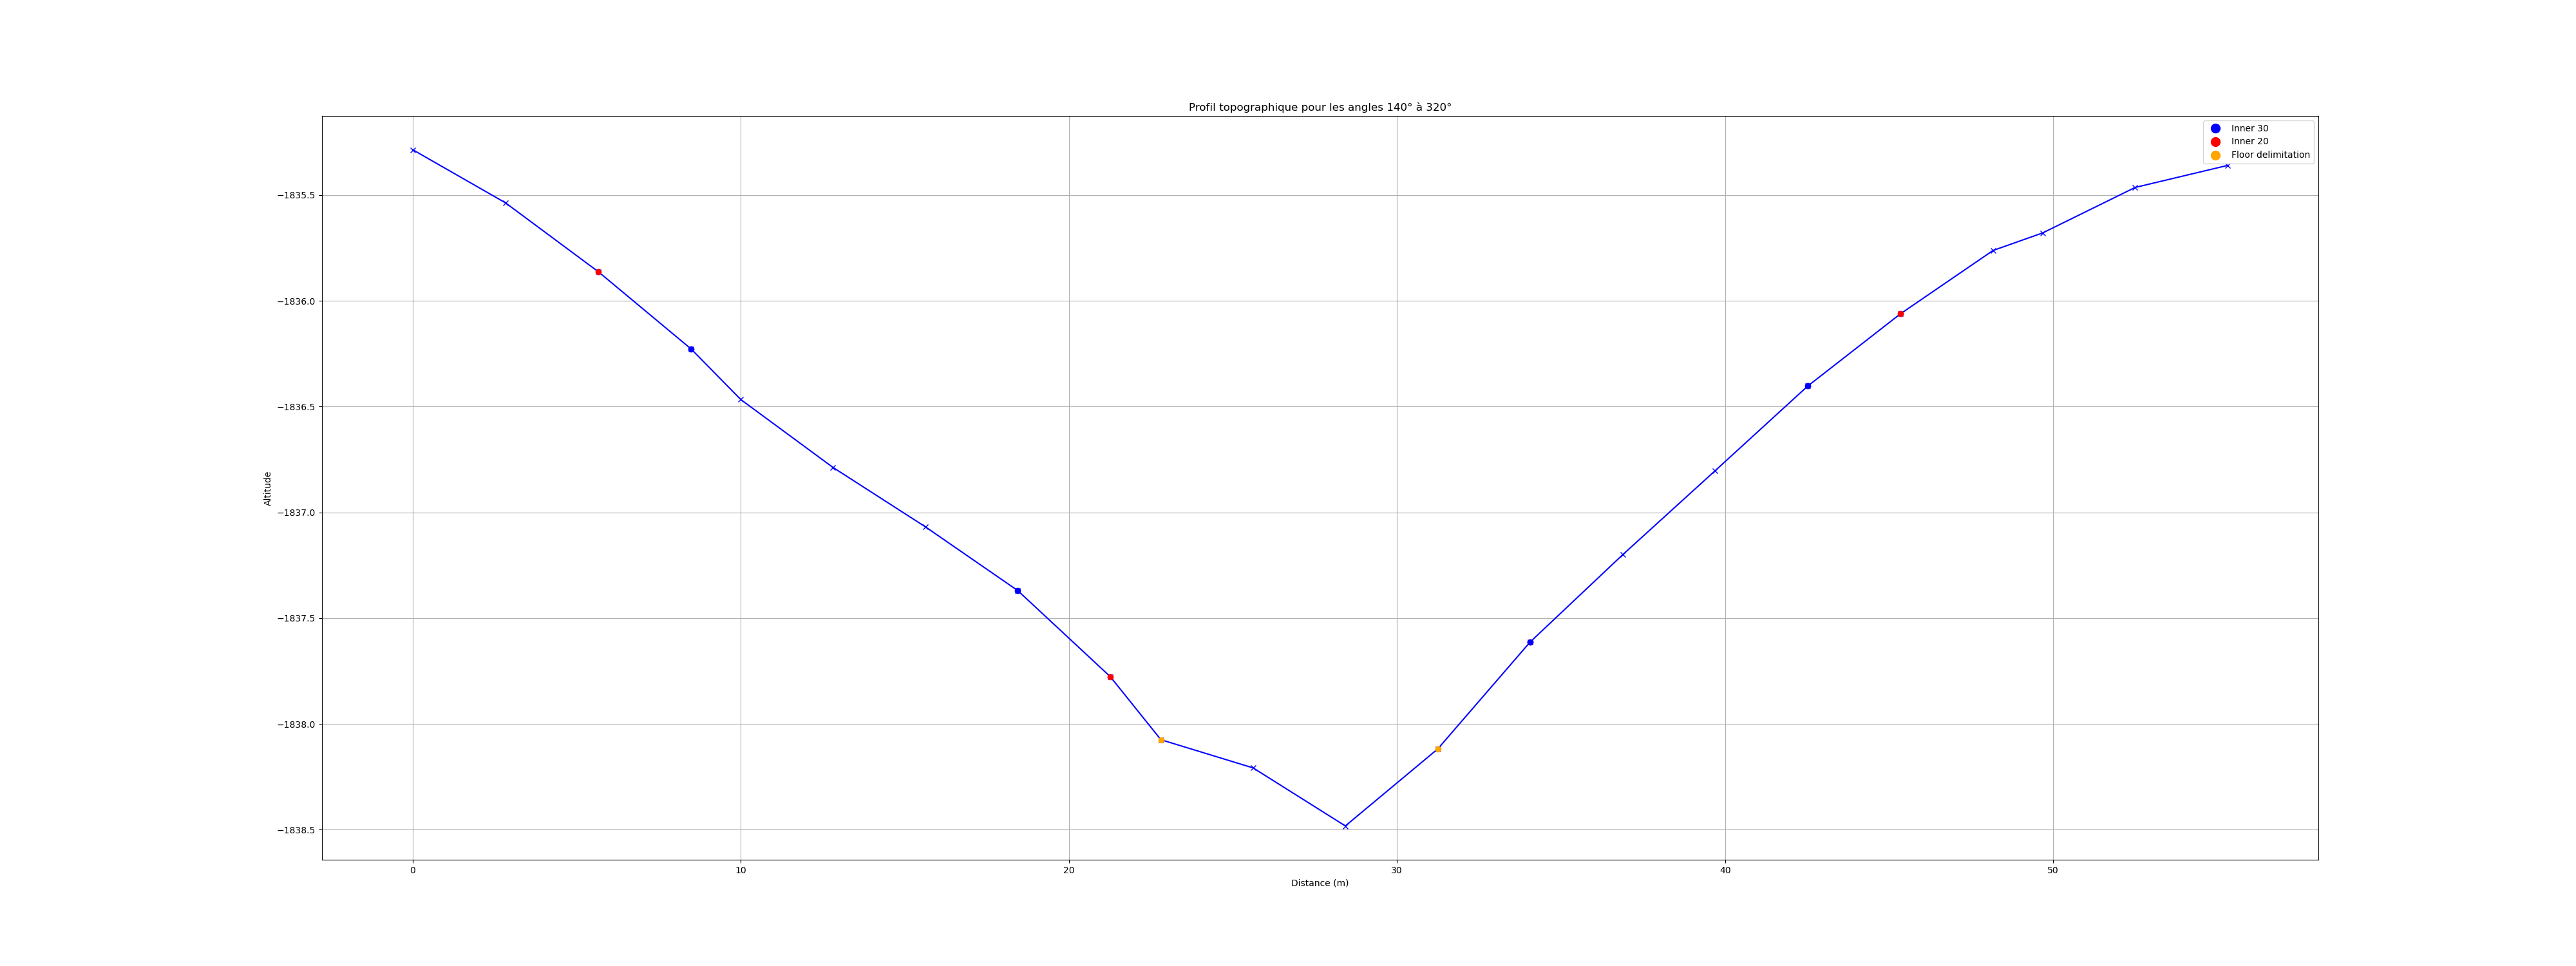 Profil topographique pour les angles 140° à 320°
Inner 30
Inner 20
Floor delimitation
Altitude
−1835.5
−1836.0
−1836.5
−1837.0
−1837.5
−1838.0
−1838.5
0 10 20 30 40 50
Distance (m)